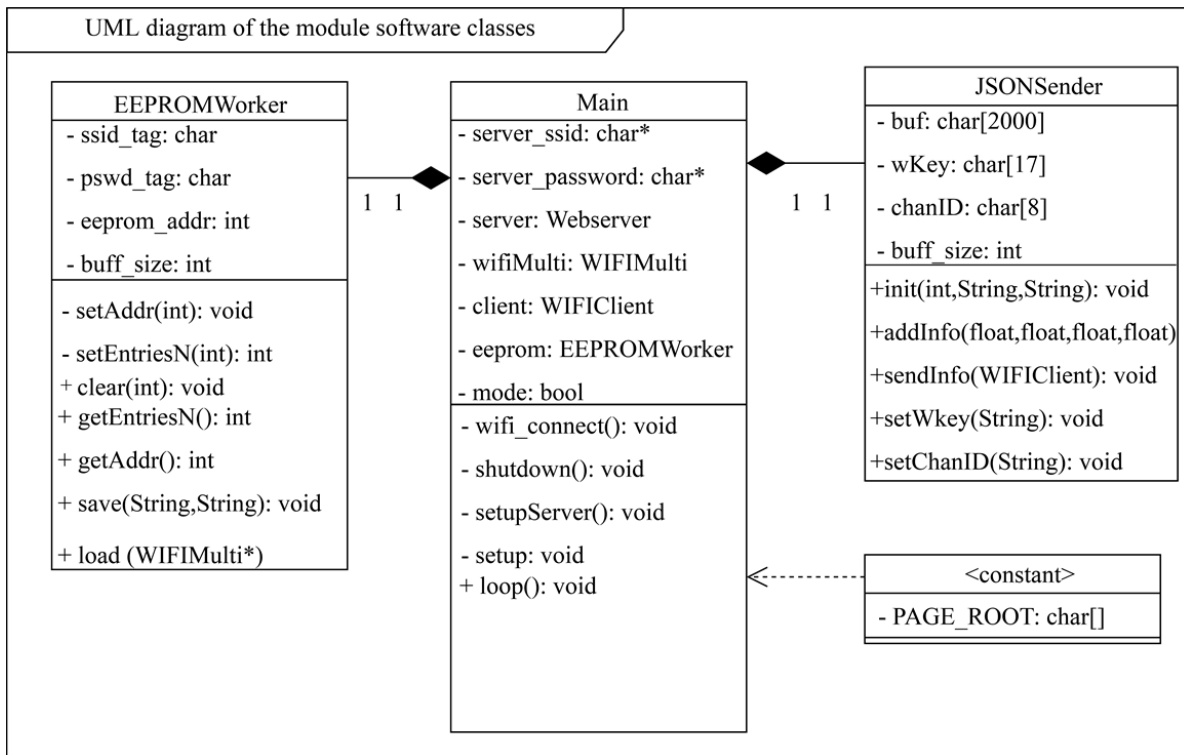 UML diagram of the module software classes
EEPROMWorker
- ssid_tag: char
- pswd_tag: char
- eeprom_addr: int
- buff_size: int
- setAddr(int): void
- setEntriesN(int): int
+ clear(int): void
+ getEntriesN(): int
+ getAddr(): int
+ save(String,String): void
+ load (WIFIMulti*)
1 1
Main
- server_ssid: char*
- server_password: char*
- server: Webserver
- wifiMulti: WIFIMulti
- client: WIFIClient
- eeprom: EEPROMWorker
- mode: bool
- wifi_connect(): void
- shutdown(): void
- setupServer(): void
- setup: void
+ loop(): void
1 1
JSONSender
- buf: char[2000]
- wKey: char[17]
- chanID: char[8]
- buff_size: int
+init(int,String,String): void
+addInfo(float,float,float,float)
+sendInfo(WIFIClient): void
+setWkey(String): void
+setChanID(String): void
<constant>
- PAGE_ROOT: char[]